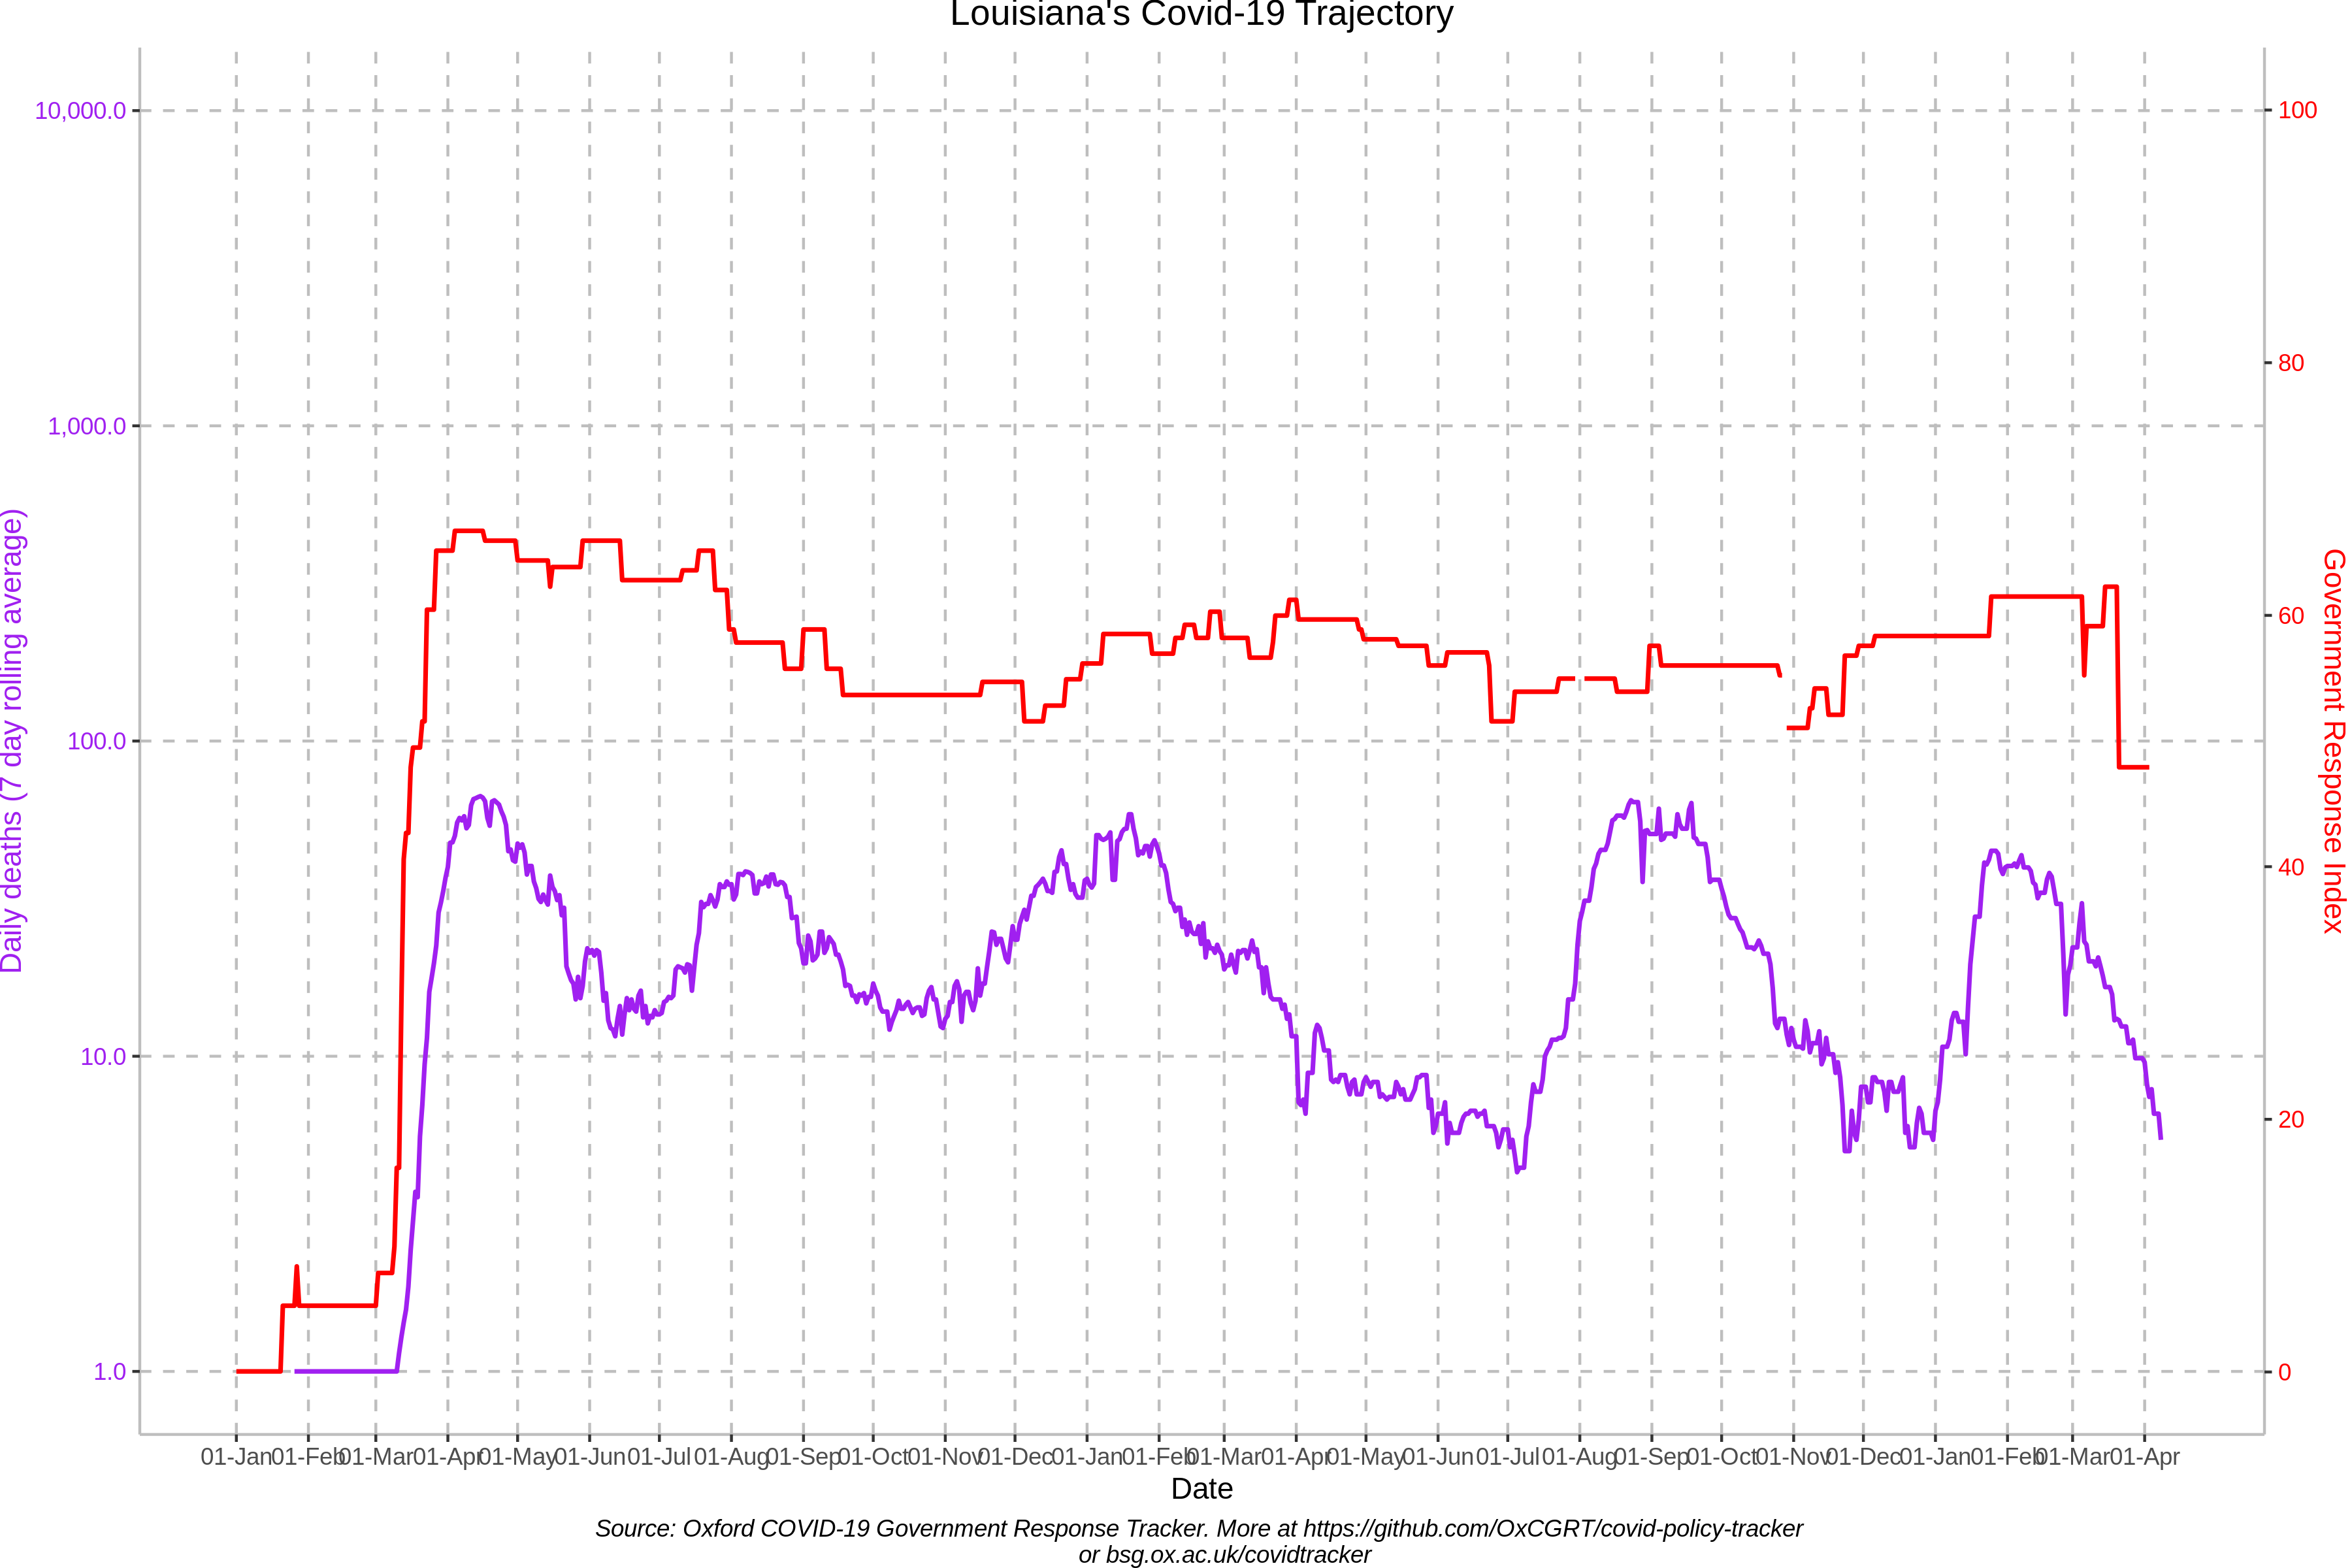 Louisiana's Covid-19 Trajectory
10,000.0
1,000.0
100.0
10.0
1.0
Daily deaths (7 day rolling average)
100
80
60
40
20
0
Government Response Index
01-Jan 01-Feb 01-Mar 01-Apr 01-May 01-Jun 01-Jul 01-Aug 01-Sep 01-Oct 01-Nov 01-Dec 01-Jan 01-Feb 01-Mar 01-Apr 01-May 01-Jun 01-Jul 01-Aug 01-Sep 01-Oct 01-Nov 01-Dec 01-Jan 01-Feb 01-Mar 01-Apr
Date
Source: Oxford COVID-19 Government Response Tracker. More at https://github.com/OxCGRT/covid-policy-tracker
or bsg.ox.ac.uk/covidtracker